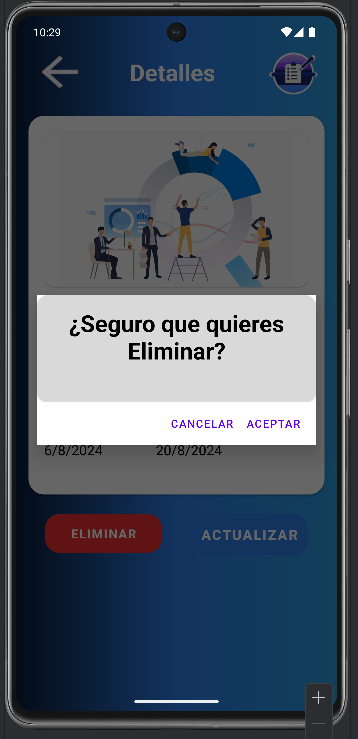 10:29
Detalles
¿Seguro que quieres
Eliminar?
CANCELAR ACEPTAR
6/8/2024 20/8/2024
ELIMINAR ACTUALIZAR